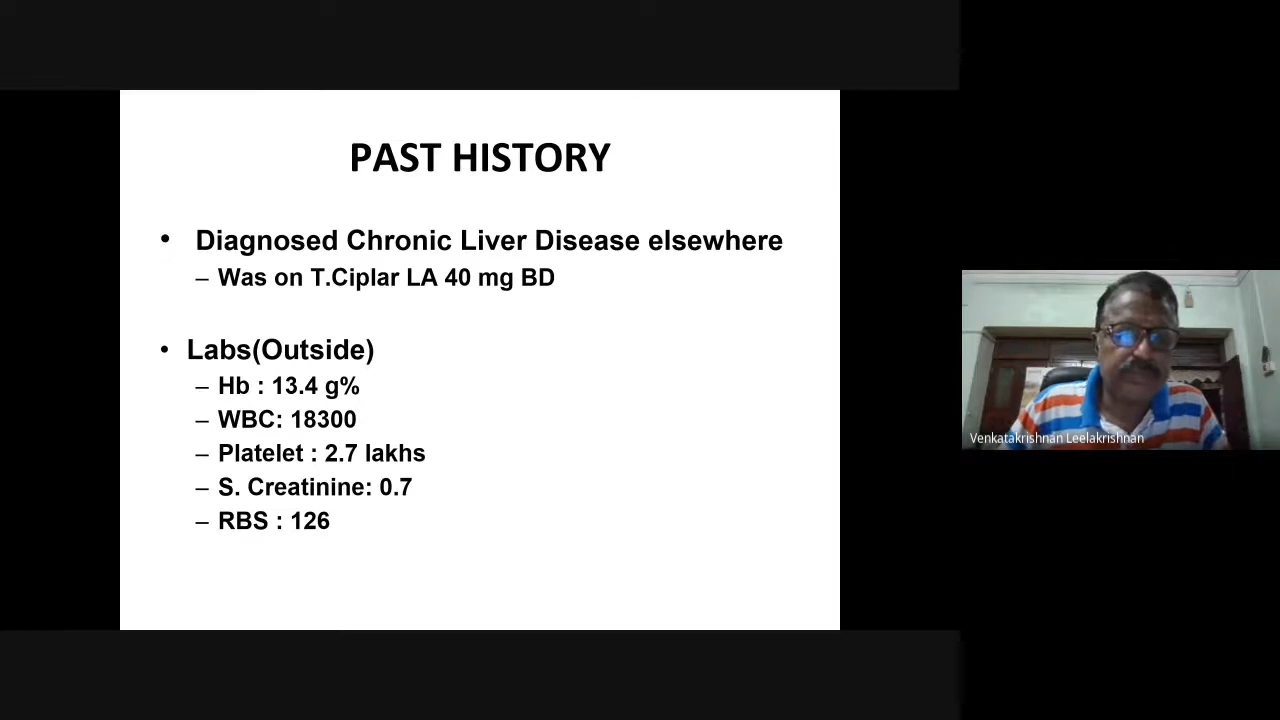 PAST HISTORY
• Diagnosed Chronic Liver Disease elsewhere
– Was on T.Ciplar LA 40 mg BD
• Labs(Outside)
– Hb : 13.4 g%
– WBC: 18300
– Platelet : 2.7 lakhs
– S. Creatinine: 0.7
– RBS : 126
Venkatakrishnan Leelakrishnan